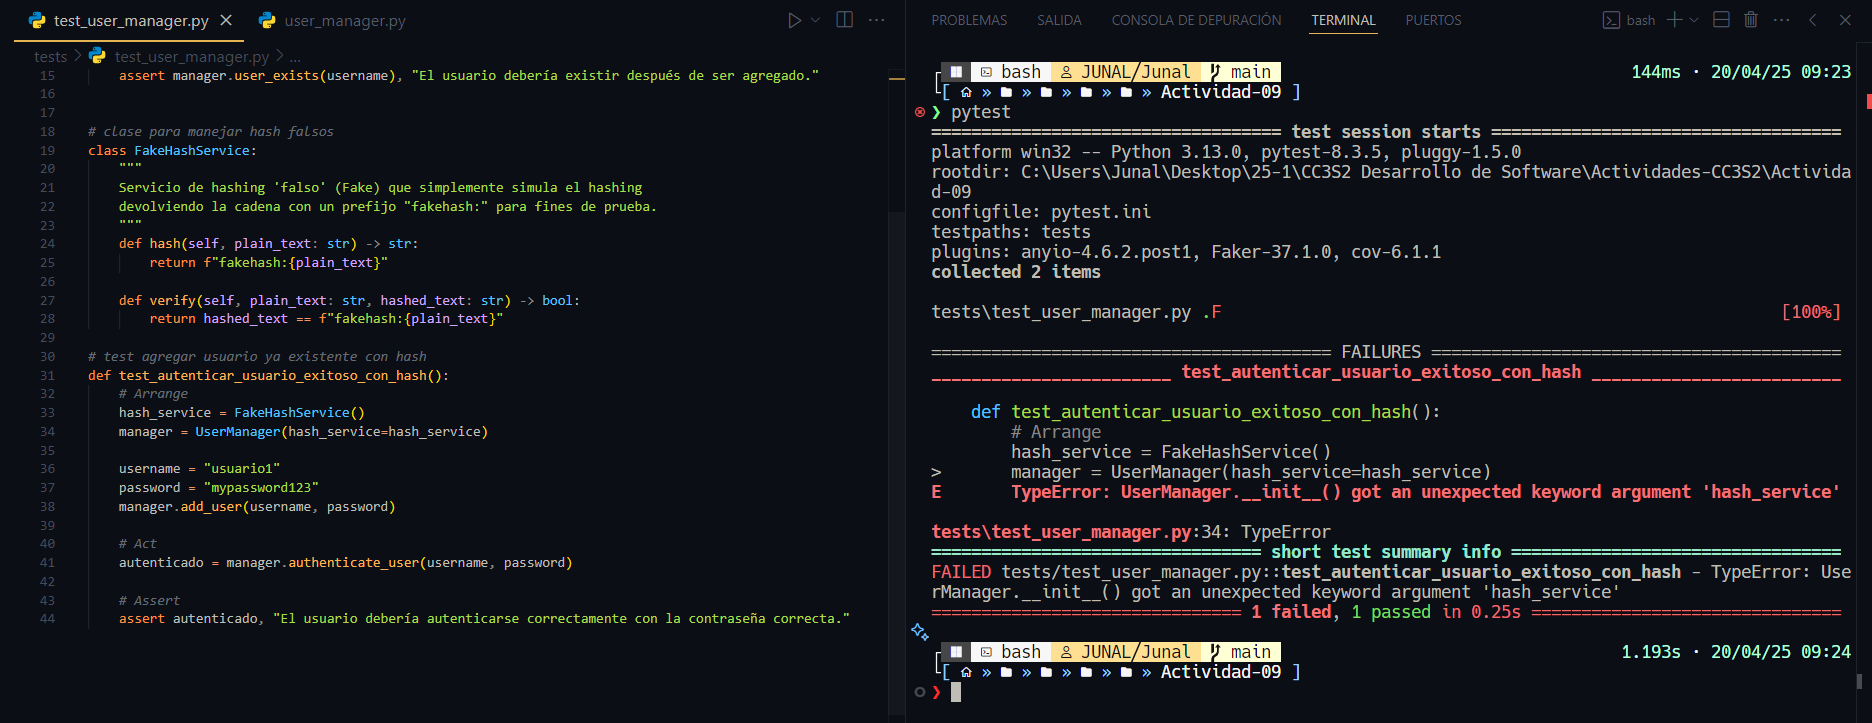 test_user_manager.py
user_manager.py
tests > test_user_manager.py > ...
15 assert manager.user_exists(username), "El usuario debería existir después de ser agregado."
16
17
18 # clase para manejar hash falsos
19 class FakeHashService:
20 """
21 Servicio de hashing 'falso' (Fake) que simplemente simula el hashing
22 devolviendo la cadena con un prefijo "fakehash:" para fines de prueba.
23 """
24 def hash(self, plain_text: str) -> str:
25 return f"fakehash:{plain_text}"
26
27 def verify(self, plain_text: str, hashed_text: str) -> bool:
28 return hashed_text == f"fakehash:{plain_text}"
29
30 # test agregar usuario ya existente con hash
31 def test_autenticar_usuario_exitoso_con_hash():
32 # Arrange
33 hash_service = FakeHashService()
34 manager = UserManager(hash_service=hash_service)
35
36 username = "usuario1"
37 password = "mypassword123"
38 manager.add_user(username, password)
39
40 # Act
41 autenticado = manager.authenticate_user(username, password)
42
43 # Assert
44 assert autenticado, "El usuario debería autenticarse correctamente con la contraseña correcta."
PROBLEMAS SALIDA CONSOLA DE DEPURACIÓN TERMINAL PUERTOS bash
bash JUNAL/Junal main 144ms · 20/04/25 09:23
[ » » » » » Actividad-09 ]
❯ pytest
=================================== test session starts ===================================
platform win32 -- Python 3.13.0, pytest-8.3.5, pluggy-1.5.0
rootdir: C:\Users\Junal\Desktop\25-1\CC3S2 Desarrollo de Software\Actividades-CC3S2\Activida
d-09
configfile: pytest.ini
testpaths: tests
plugins: anyio-4.6.2.post1, Faker-37.1.0, cov-6.1.1
collected 2 items
tests\test_user_manager.py .F [100%]
======================================== FAILURES =========================================
________________________ test_autenticar_usuario_exitoso_con_hash _________________________
def test_autenticar_usuario_exitoso_con_hash():
# Arrange
hash_service = FakeHashService()
> manager = UserManager(hash_service=hash_service)
E TypeError: UserManager.__init__() got an unexpected keyword argument 'hash_service'
tests\test_user_manager.py:34: TypeError
================================= short test summary info =================================
FAILED tests/test_user_manager.py::test_autenticar_usuario_exitoso_con_hash - TypeError: Use
rManager.__init__() got an unexpected keyword argument 'hash_service'
=============================== 1 failed, 1 passed in 0.25s ===============================
bash JUNAL/Junal main 1.193s · 20/04/25 09:24
[ » » » » » Actividad-09 ]
❯